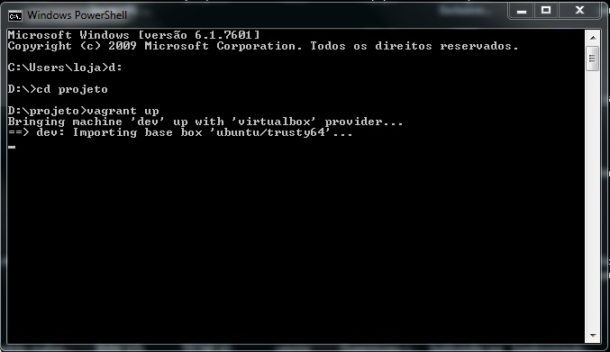 Windows PowerShell
Microsoft Windows [versão 6.1.7601]
Copyright (c) 2009 Microsoft Corporation. Todos os direitos reservados.
C:\Users\loja>d:
D:\>cd projeto
D:\projeto>vagrant up
Bringing machine 'dev' up with 'virtualbox' provider...
==> dev: Importing base box 'ubuntu/trusty64'...